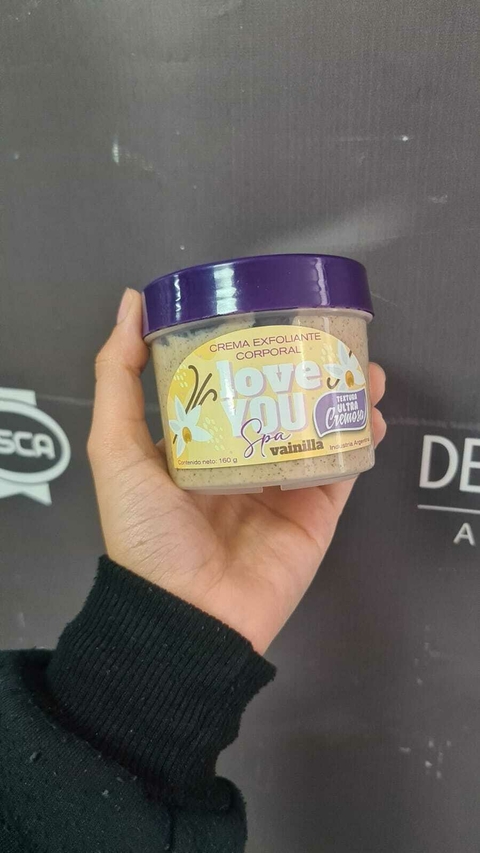 CREMA EXFOLIANTE
CORPORAL
love
YOU
Spa
vainilla
TEXTURA
ULTRA
Cremosa
Contenido neto: 160 g
Industria Argentina
SCA
DE
A